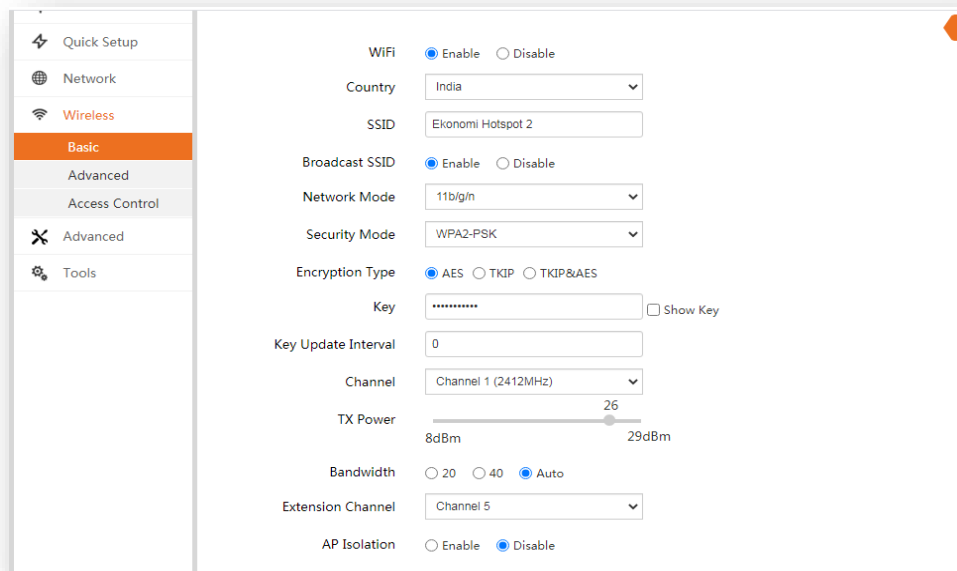 Quick Setup
Network
Wireless
Basic
Advanced
Access Control
Advanced
Tools
WiFi Enable Disable
Country India
SSID Ekonomi Hotspot 2
Broadcast SSID Enable Disable
Network Mode 11b/g/n
Security Mode WPA2-PSK
Encryption Type AES TKIP TKIP&AES
Key ••••••••••• Show Key
Key Update Interval 0
Channel Channel 1 (2412MHz)
26
TX Power
8dBm 29dBm
Bandwidth 20 40 Auto
Extension Channel Channel 5
AP Isolation Enable Disable